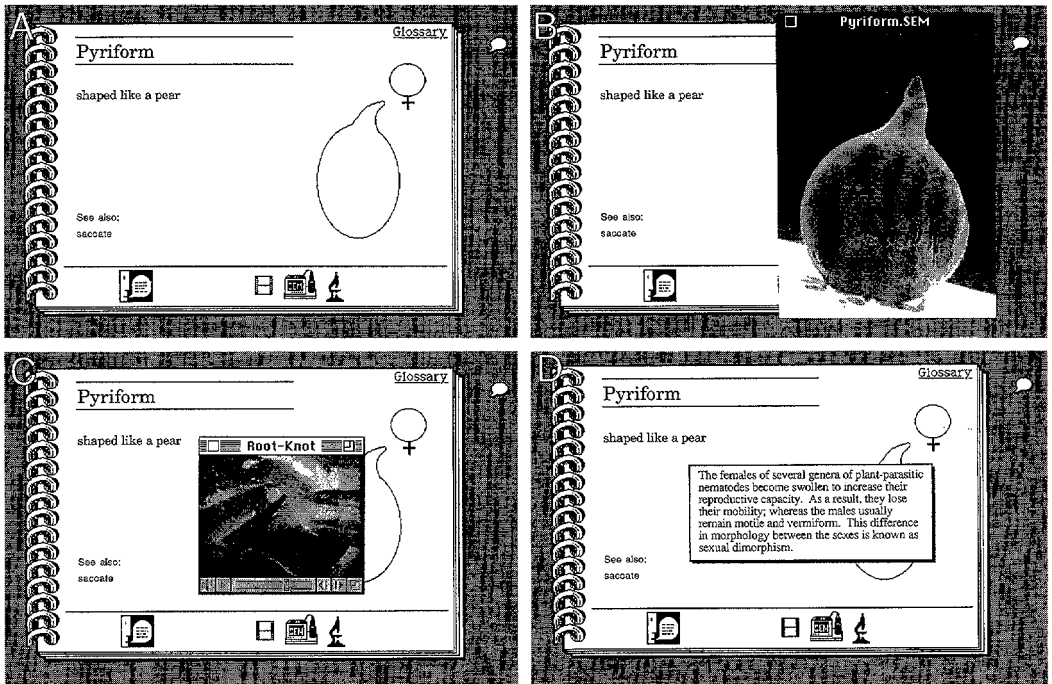 A
Glossary
Pyriform
shaped like a pear
See also:
saccate
SEM
B
Pyriform.SEM
Pyriform
shaped like a pear
See also:
saccate
C
Glossary
Pyriform
shaped like a pear
Root-Knot
See also:
saccate
SEM
D
Glossary
Pyriform
shaped like a pear
The females of several genera of plant-parasitic
nematodes become swollen to increase their
reproductive capacity. As a result, they lose
their mobility; whereas the males usually
remain motile and vermiform. This difference
in morphology between the sexes is known as
sexual dimorphism.
See also:
saccate
SEM